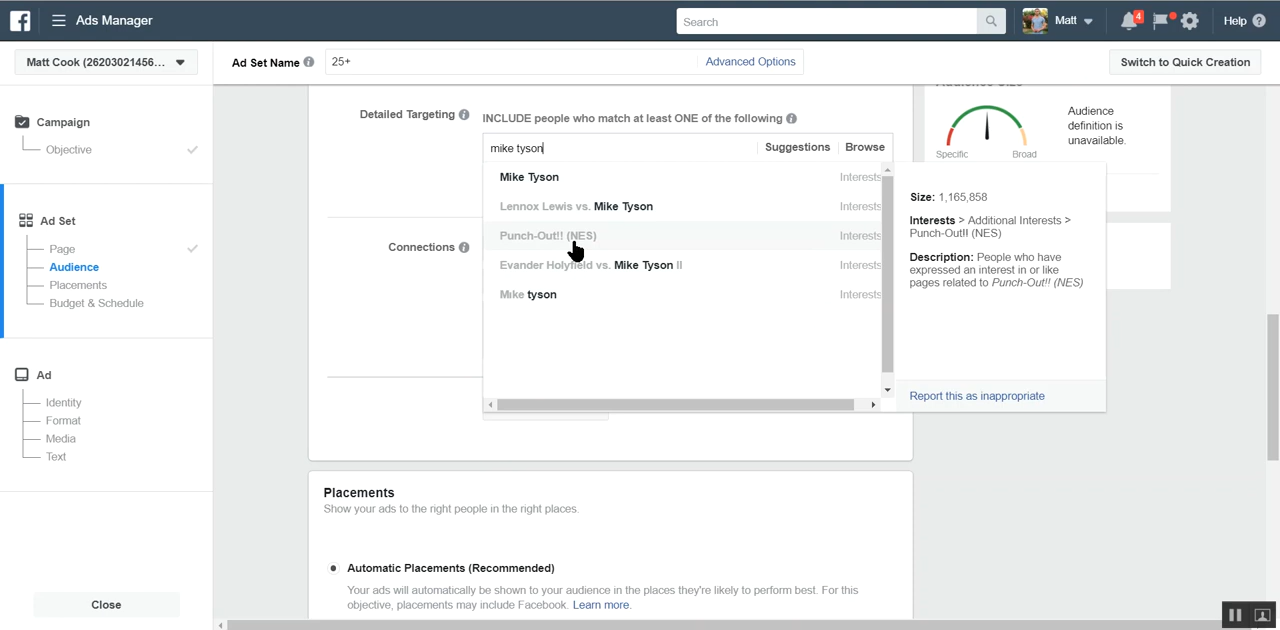 Ads Manager
Search
Matt
4
Help
Matt Cook (26203021456...
Ad Set Name
25+
Advanced Options
Switch to Quick Creation
Campaign
Objective
Ad Set
Page
Audience
Placements
Budget & Schedule
Ad
Identity
Format
Media
Text
Close
Detailed Targeting
INCLUDE people who match at least ONE of the following
mike tyson
Suggestions
Browse
Mike Tyson Interests
Lennox Lewis vs. Mike Tyson Interests
Punch-Out!! (NES) Interests
Evander Holyfield vs. Mike Tyson II Interests
Mike tyson Interests
Connections
Size: 1,165,858
Interests > Additional Interests >
Punch-Out!! (NES)
Description: People who have
expressed an interest in or like
pages related to Punch-Out!! (NES)
Report this as inappropriate
Audience Size
Specific
Broad
Audience
definition is
unavailable.
Placements
Show your ads to the right people in the right places.
Automatic Placements (Recommended)
Your ads will automatically be shown to your audience in the places they're likely to perform best. For this
objective, placements may include Facebook. Learn more.